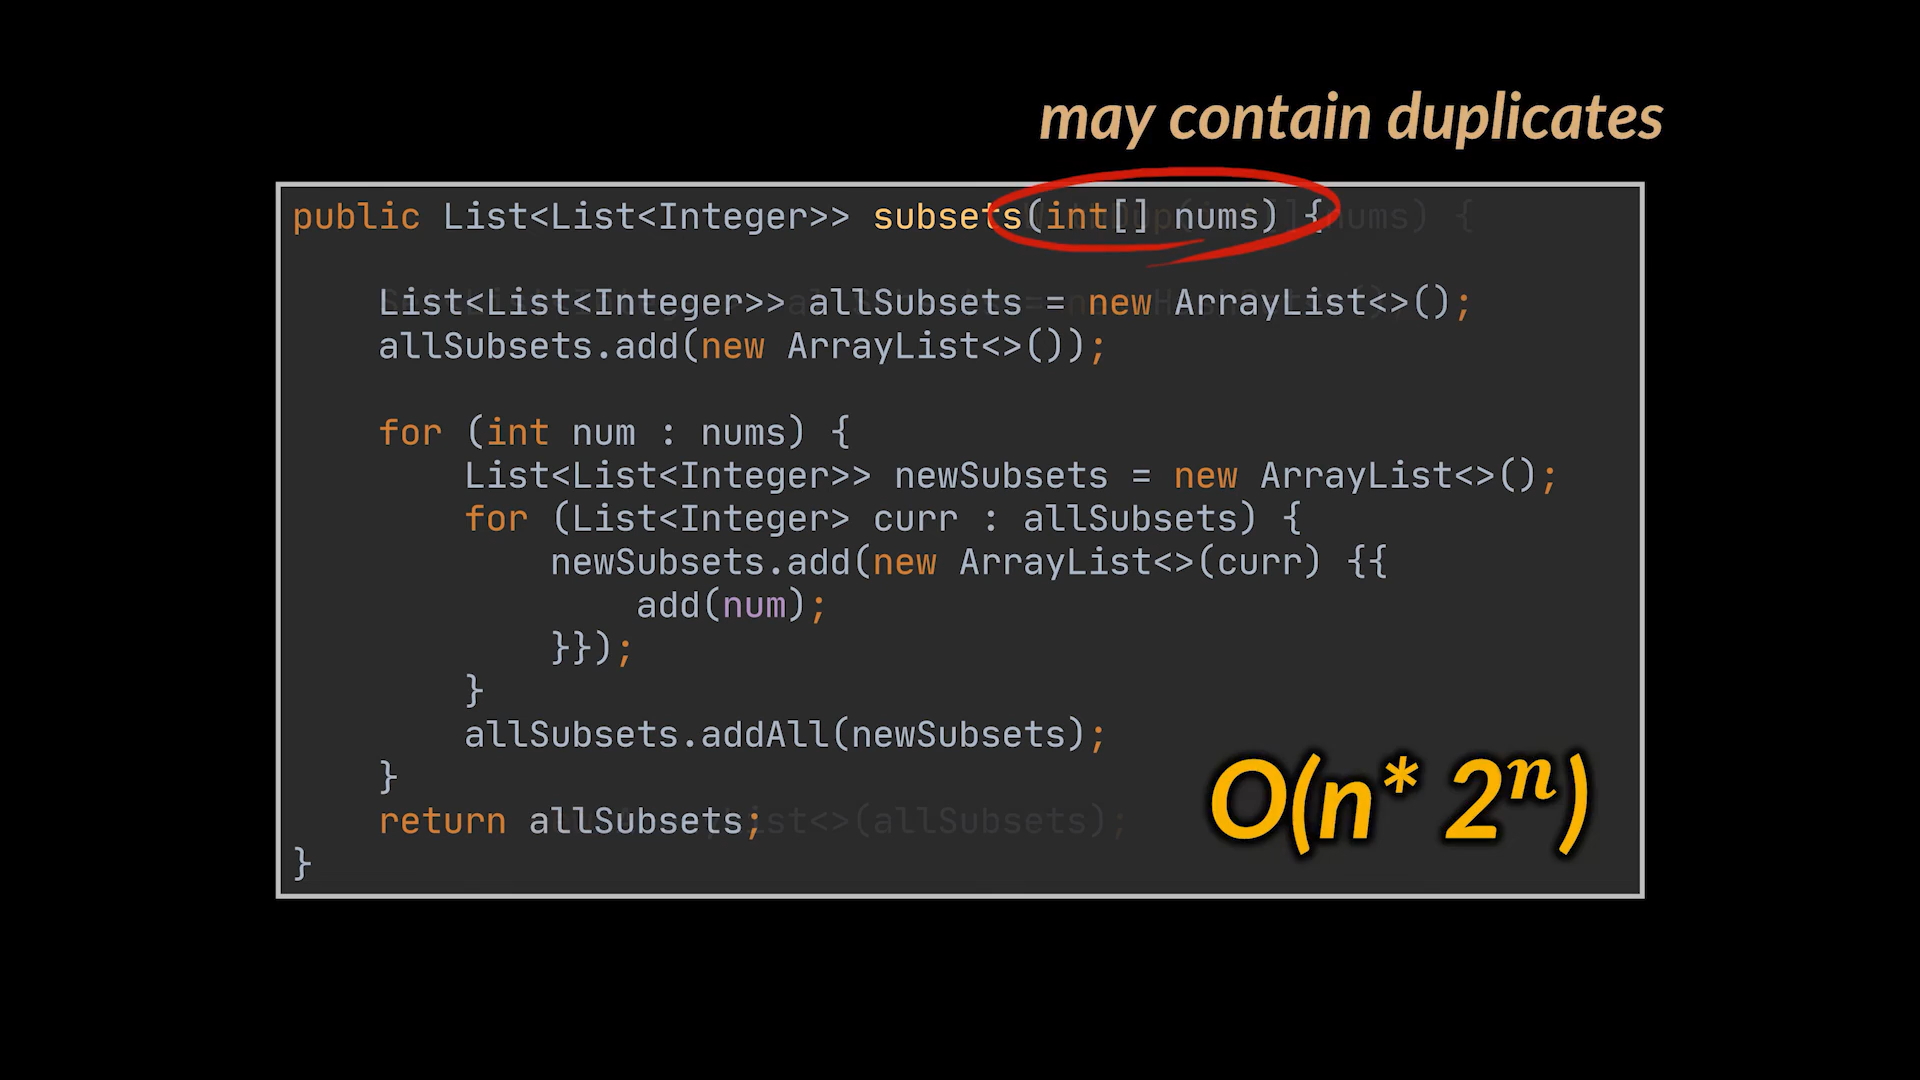 may contain duplicates
public List<List<Integer>> subsets(int[] nums) {
List<List<Integer>> allSubsets = new ArrayList<>();
allSubsets.add(new ArrayList<>());
for (int num : nums) {
List<List<Integer>> newSubsets = new ArrayList<>();
for (List<Integer> curr : allSubsets) {
newSubsets.add(new ArrayList<>(curr) {{
add(num);
}});
}
allSubsets.addAll(newSubsets);
}
return allSubsets;
}
O(n* 2ⁿ)